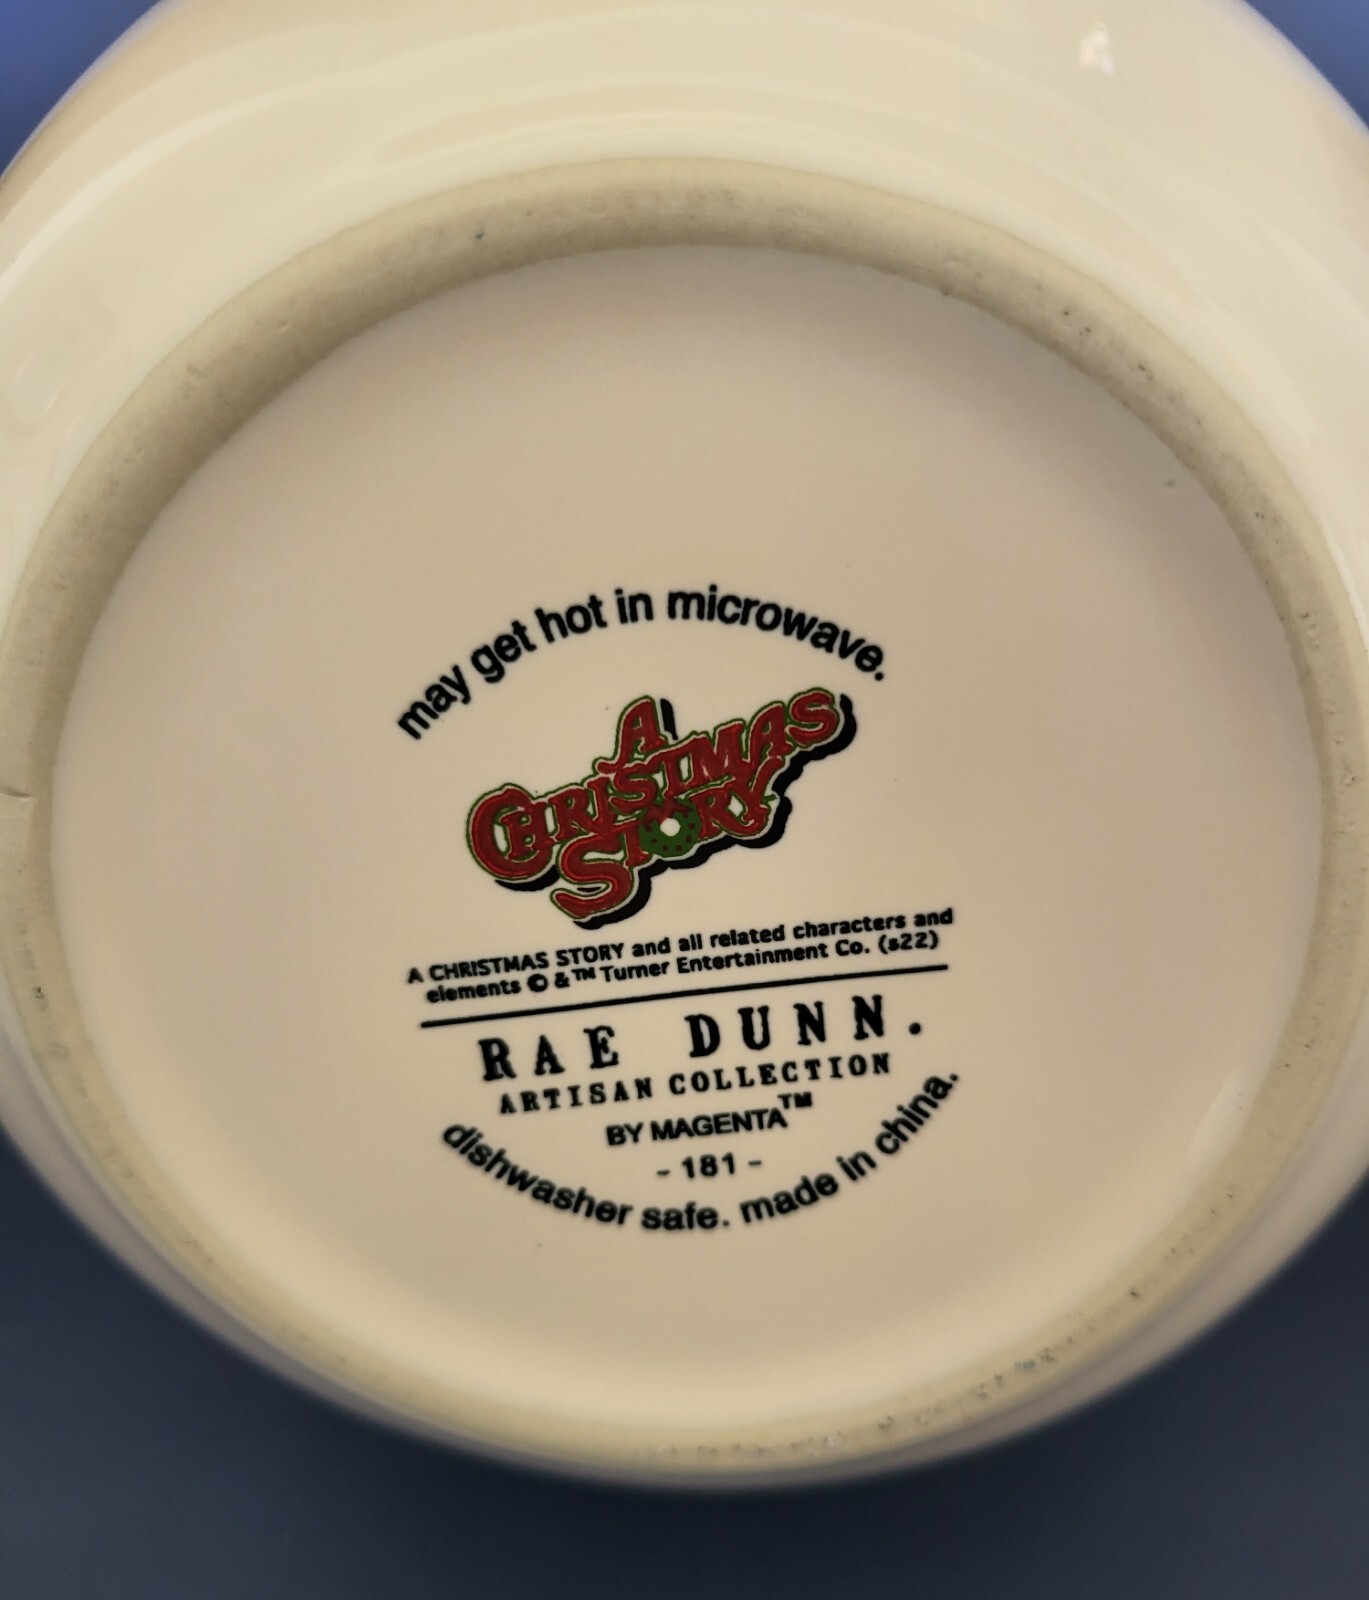 may get hot in microwave.
A
CHRISTMAS
STORY
A CHRISTMAS STORY and all related characters and
elements © & ™ Turner Entertainment Co. (s22)
RAE DUNN.
ARTISAN COLLECTION
BY MAGENTA™
- 181 -
dishwasher safe. made in china.